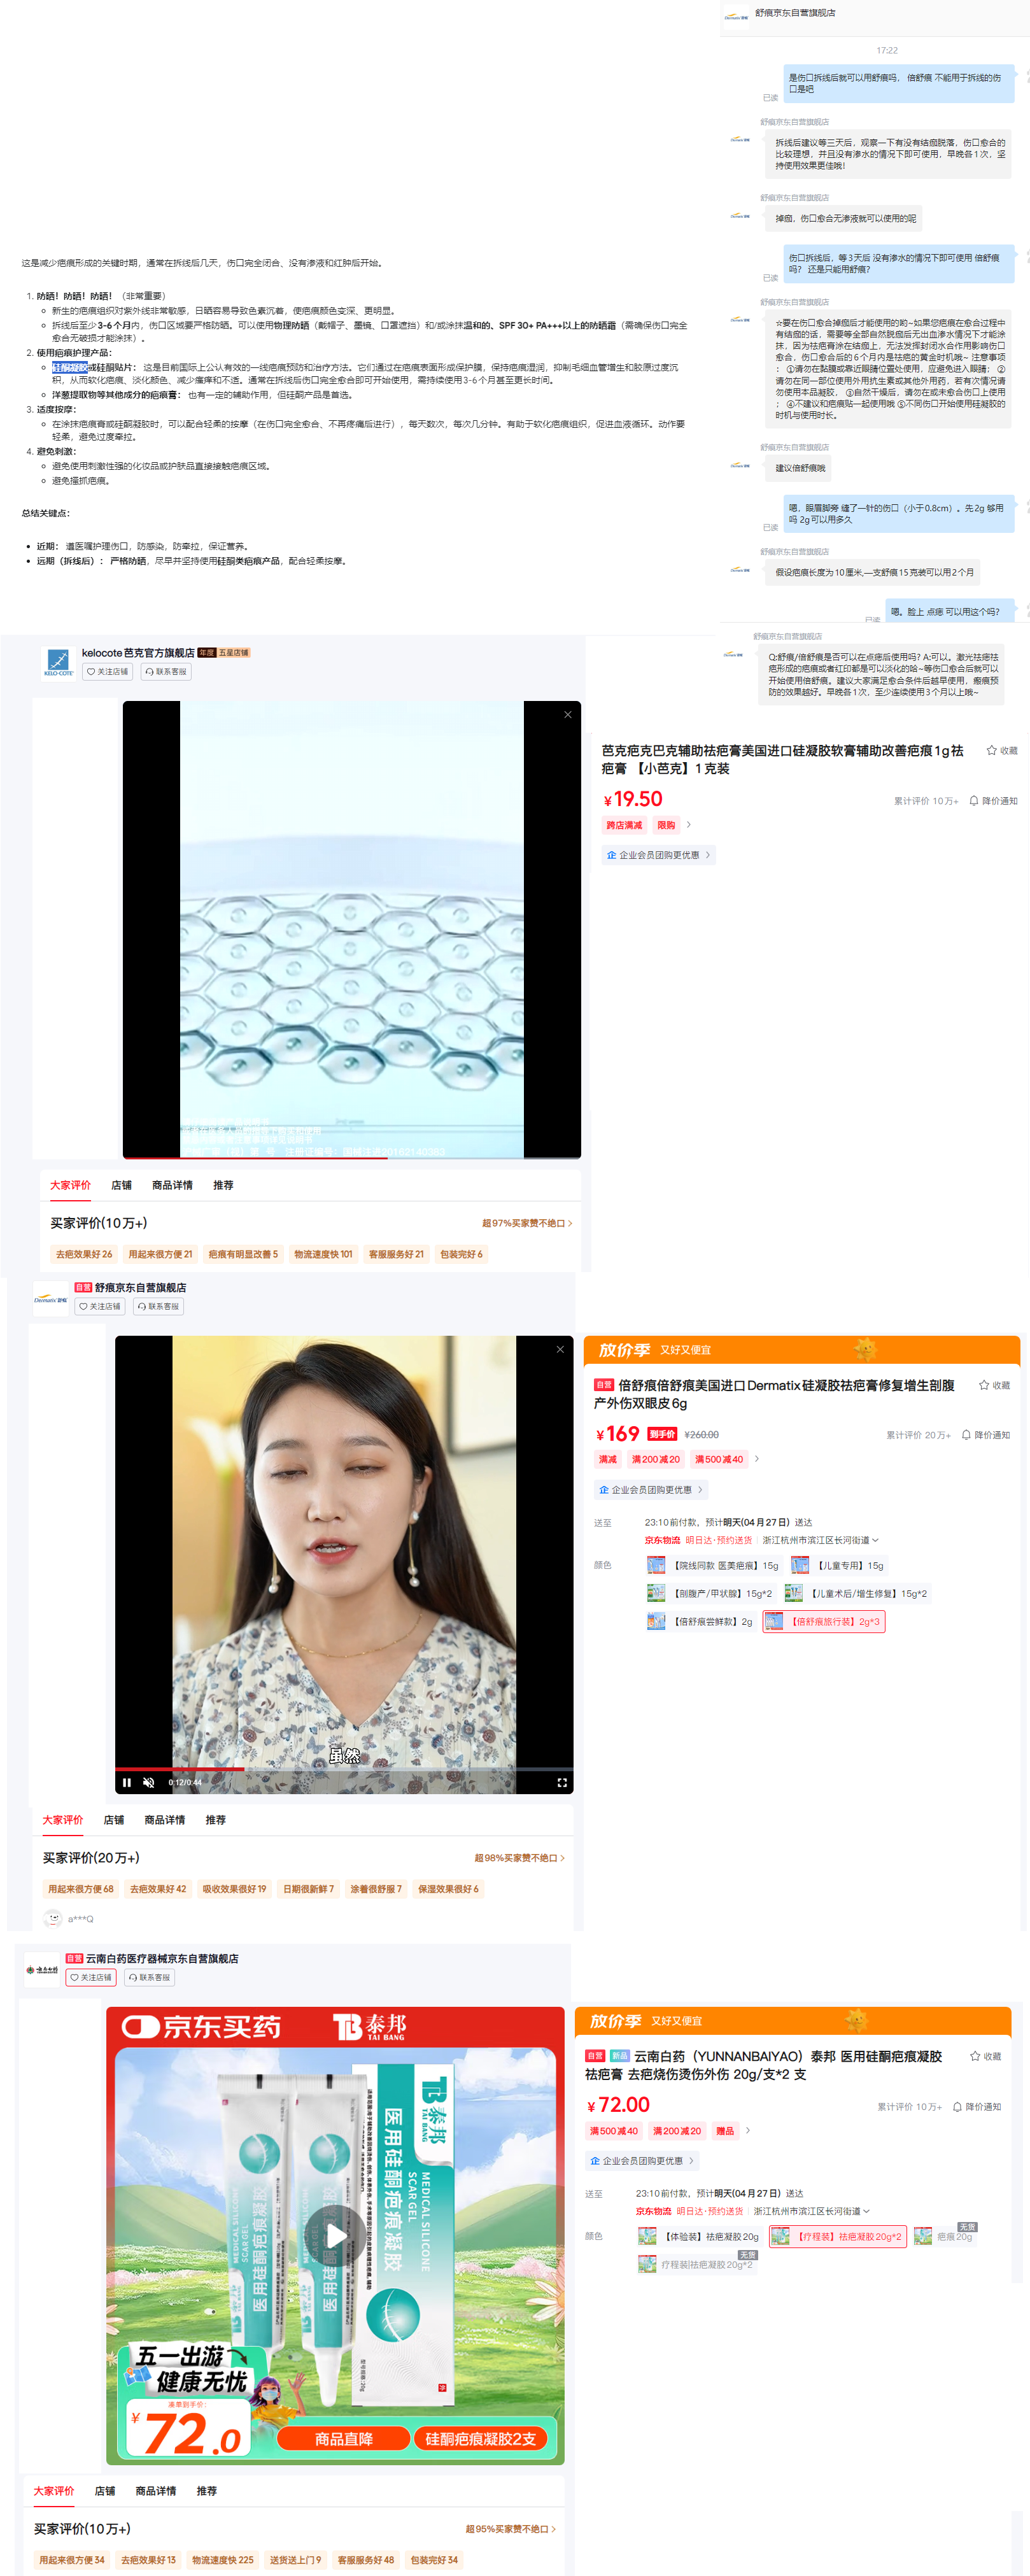 舒痕京东自营旗舰店
17:22
是伤口拆线后就可以用舒痕吗， 倍舒痕 不能用于拆线的伤
口是吧
已读
舒痕京东自营旗舰店
拆线后建议等三天后，观察一下有没有结痂脱落，伤口愈合的
比较理想，并且没有渗水的情况下即可使用，早晚各1次，坚
持使用效果更佳哦！
舒痕京东自营旗舰店
掉痂，伤口愈合无渗液就可以使用的呢
伤口拆线后，等3天后 没有渗水的情况下即可使用 倍舒痕
吗？ 还是只能用舒痕？
已读
舒痕京东自营旗舰店
☆要在伤口愈合掉痂后才能使用的哟~如果您疤痕在愈合过程中
有结痂的话，需要等全部自然脱痂后无出血渗水情况下才能涂
抹，因为祛疤膏涂在结痂上，无法发挥封闭水合作用影响伤口
愈合，伤口愈合后的6个月内是祛疤的黄金时机哦~ 注意事项
： ①请勿在黏膜或靠近眼睛位置处使用，应避免进入眼睛； ②
请勿在同一部位使用外用抗生素或其他外用药，若有次情况请
勿使用本品凝胶， ③自然干燥后，请勿在或未愈合伤口上使用
； ④不建议和疤痕贴一起使用哦 ⑤不同伤口开始使用硅凝胶的
时机与使用时长。
舒痕京东自营旗舰店
建议倍舒痕哦
嗯，眼眉脚旁 缝了一针的伤口（小于0.8cm）。先2g 够用
吗 2g可以用多久
已读
舒痕京东自营旗舰店
假设疤痕长度为10厘米,一支舒痕15克装可以用2个月
嗯。脸上 点痣 可以用这个吗？
已读
舒痕京东自营旗舰店
Q:舒痕/倍舒痕是否可以在点痣后使用吗? A:可以。激光祛痣祛
疤形成的疤痕或者红印都是可以淡化的哈~等伤口愈合后就可以
开始使用倍舒痕。建议大家满足愈合条件后越早使用，瘢痕预
防的效果越好。早晚各1次，至少连续使用3个月以上哦~
这是减少疤痕形成的关键时期，通常在拆线后几天，伤口完全闭合、没有渗液和红肿后开始。
1. 防晒！防晒！防晒！（非常重要）
新生的疤痕组织对紫外线非常敏感，日晒容易导致色素沉着，使疤痕颜色变深、更明显。
拆线后至少3-6个月内，伤口区域要严格防晒。可以使用物理防晒（戴帽子、墨镜、口罩遮挡）和/或涂抹温和的、SPF 30+ PA+++以上的防晒霜（需确保伤口完全
愈合无破损才能涂抹）。
2. 使用疤痕护理产品：
硅酮凝胶或硅酮贴片： 这是目前国际上公认有效的一线疤痕预防和治疗方法。它们通过在疤痕表面形成保护膜，保持疤痕湿润，抑制毛细血管增生和胶原过度沉
积，从而软化疤痕、淡化颜色、减少瘙痒和不适。通常在拆线后伤口完全愈合即可开始使用，需持续使用3-6个月甚至更长时间。
洋葱提取物等其他成分的疤痕膏： 也有一定的辅助作用，但硅酮产品是首选。
3. 适度按摩：
在涂抹疤痕膏或硅酮凝胶时，可以配合轻柔的按摩（在伤口完全愈合、不再疼痛后进行），每天数次，每次几分钟。有助于软化疤痕组织，促进血液循环。动作要
轻柔，避免过度牵拉。
4. 避免刺激：
避免使用刺激性强的化妆品或护肤品直接接触疤痕区域。
避免搔抓疤痕。
总结关键点：
近期： 遵医嘱护理伤口，防感染，防牵拉，保证营养。
远期（拆线后）： 严格防晒，尽早并坚持使用硅酮类疤痕产品，配合轻柔按摩。
KELO-COTE
kelocote芭克官方旗舰店 年度 五星店铺
关注店铺 联系客服
芭克疤克巴克辅助祛疤膏美国进口硅凝胶软膏辅助改善疤痕1g祛
疤膏 【小芭克】1克装
收藏
¥19.50
累计评价 10万+ 降价通知
跨店满减 限购
企业会员团购更优惠
大家评价 店铺 商品详情 推荐
买家评价(10万+)
超97%买家赞不绝口
去疤效果好 26 用起来很方便 21 疤痕有明显改善 5 物流速度快 101 客服服务好 21 包装完好 6
自营 舒痕京东自营旗舰店
关注店铺 联系客服
放价季 又好又便宜
自营 倍舒痕倍舒痕美国进口Dermatix硅凝胶祛疤膏修复增生剖腹
产外伤双眼皮6g
收藏
¥169 到手价 ¥260.00
累计评价 20万+ 降价通知
满减 满200减20 满500减40
企业会员团购更优惠
送至 23:10前付款，预计明天(04月27日) 送达
京东物流 明日达·预约送货 浙江杭州市滨江区长河街道
颜色 【院线同款 医美疤痕】15g 【儿童专用】15g
【剖腹产/甲状腺】15g*2 【儿童术后/增生修复】15g*2
【倍舒痕尝鲜款】2g 【倍舒痕旅行装】2g*3
虽然
0:12/0:44
大家评价 店铺 商品详情 推荐
买家评价(20万+)
超98%买家赞不绝口
用起来很方便 68 去疤效果好 42 吸收效果很好 19 日期很新鲜 7 涂着很舒服 7 保湿效果很好 6
a***Q
自营 云南白药医疗器械京东自营旗舰店
关注店铺 联系客服
京东买药 泰邦
TAI BANG
泰邦
医用硅酮疤痕凝胶
MEDICAL SILICONE
SCAR GEL
五一出游
健康无忧
凑单到手价:
¥72.0
商品直降 硅酮疤痕凝胶2支
放价季 又好又便宜
自营 新品 云南白药（YUNNANBAIYAO）泰邦 医用硅酮疤痕凝胶
祛疤膏 去疤烧伤烫伤外伤 20g/支*2 支
收藏
¥72.00
累计评价 10万+ 降价通知
满500减40 满200减20 赠品
企业会员团购更优惠
送至 23:10前付款，预计明天(04月27日) 送达
京东物流 明日达·预约送货 浙江杭州市滨江区长河街道
颜色 【体验装】祛疤凝胶20g 【疗程装】祛疤凝胶20g*2 疤痕20g 无货
疗程装|祛疤凝胶20g*2 无货
大家评价 店铺 商品详情 推荐
买家评价(10万+)
超95%买家赞不绝口
用起来很方便 34 去疤效果好 13 物流速度快 225 送货送上门 9 客服服务好 48 包装完好 34